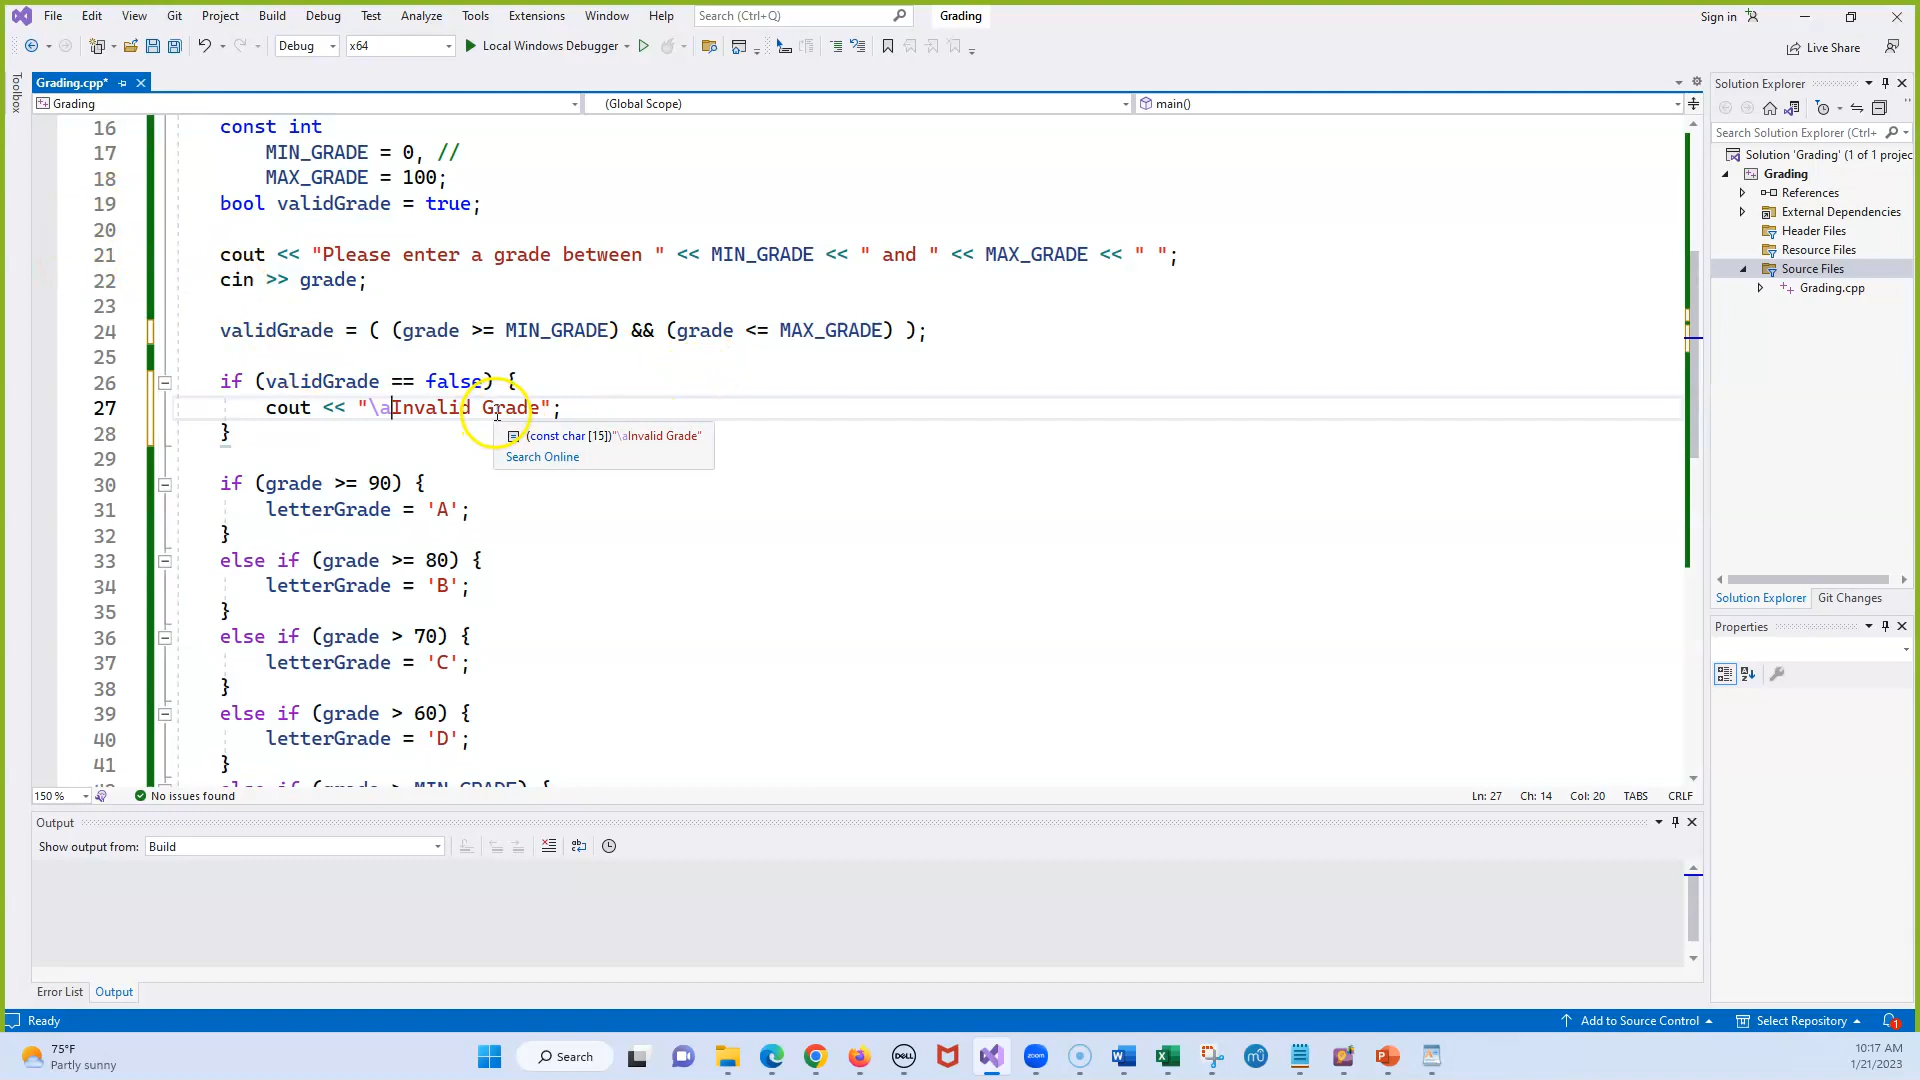 File Edit View Git Project Build Debug Test Analyze Tools Extensions Window Help Search (Ctrl+Q) Grading Sign in
Debug x64 Local Windows Debugger Live Share
Toolbox
Grading.cpp*
Grading (Global Scope) main()
16 const int
17 MIN_GRADE = 0, //
18 MAX_GRADE = 100;
19 bool validGrade = true;
20
21 cout << "Please enter a grade between " << MIN_GRADE << " and " << MAX_GRADE << " ";
22 cin >> grade;
23
24 validGrade = ( (grade >= MIN_GRADE) && (grade <= MAX_GRADE) );
25
26 if (validGrade == false) {
27 cout << "\aInvalid Grade";
28 }
(const char [15])"\aInvalid Grade"
Search Online
29
30 if (grade >= 90) {
31 letterGrade = 'A';
32 }
33 else if (grade >= 80) {
34 letterGrade = 'B';
35 }
36 else if (grade > 70) {
37 letterGrade = 'C';
38 }
39 else if (grade > 60) {
40 letterGrade = 'D';
41 }
else if (grade > MIN_GRADE) {
150 % No issues found Ln: 27 Ch: 14 Col: 20 TABS CRLF
Output
Show output from: Build
Error List Output
Solution Explorer
Search Solution Explorer (Ctrl+
Solution 'Grading' (1 of 1 projec
Grading
References
External Dependencies
Header Files
Resource Files
Source Files
Grading.cpp
Solution Explorer Git Changes
Properties
Ready Add to Source Control Select Repository 1
75°F
Partly sunny
Search
DELL
zoom
10:17 AM
1/21/2023